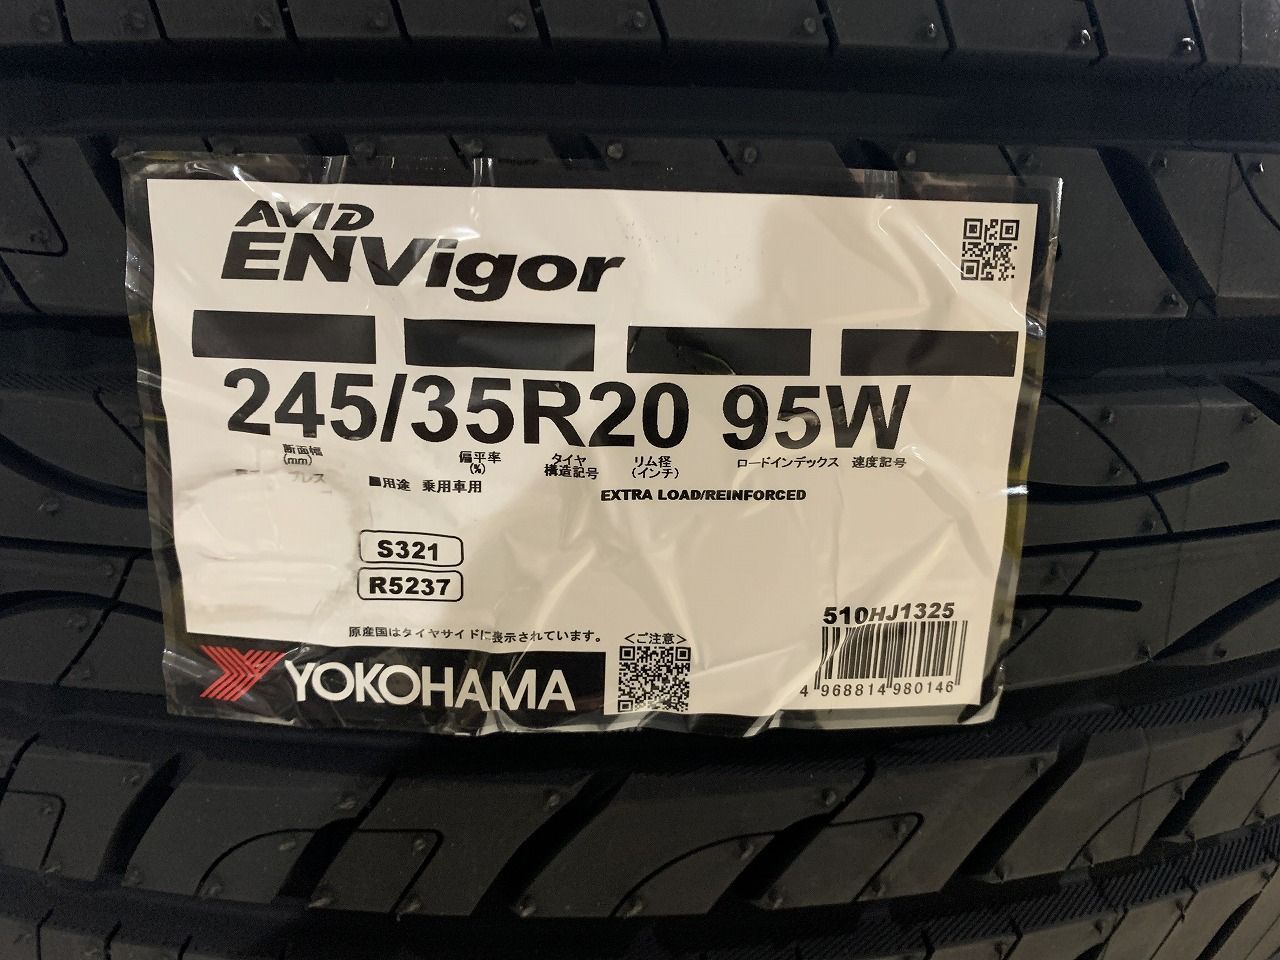 AVID
ENVigor
245/35R20 95W
断面幅 (mm) 偏平率 (%) タイヤ構造記号 リム径 (インチ) ロードインデックス 速度記号
プレス ■用途 乗用車用
EXTRA LOAD/REINFORCED
S321
R5237
原産国はタイヤサイドに表示されています。
<ご注意>
YOKOHAMA
510HJ1325
4 968814 980146